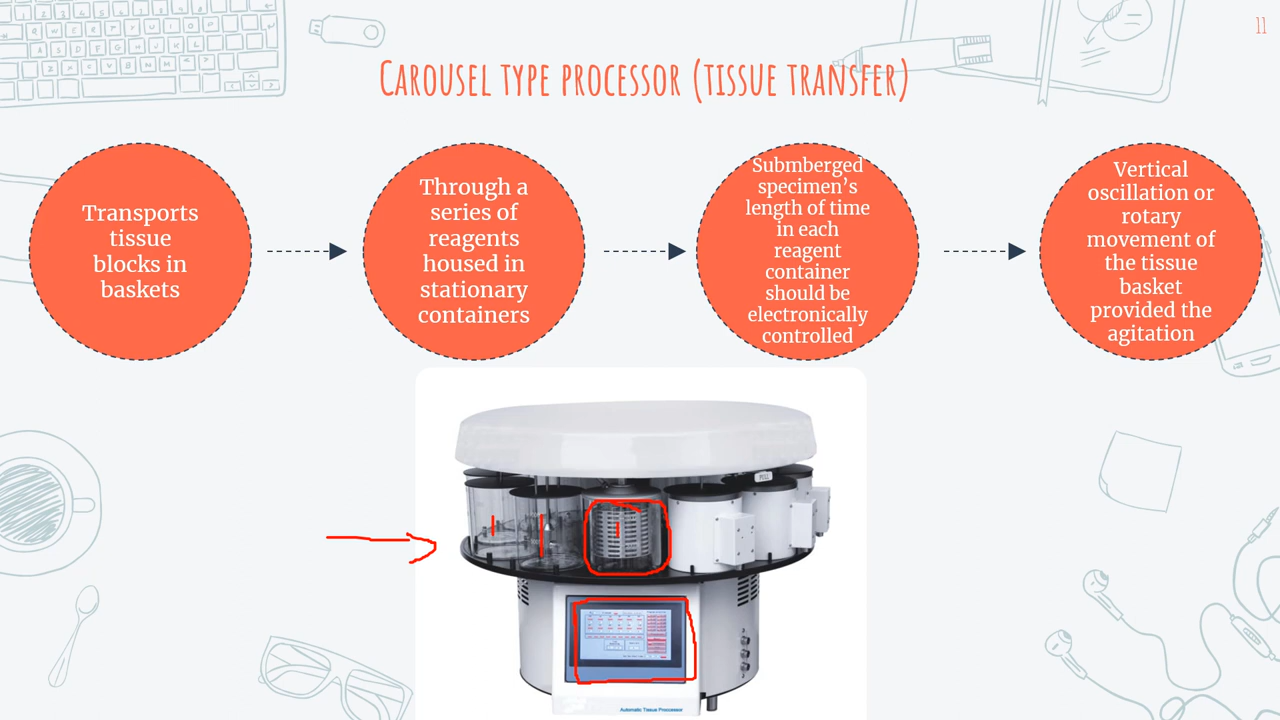 11
CAROUSEL TYPE PROCESSOR (TISSUE TRANSFER)
Transports
tissue
blocks in
baskets
Through a
series of
reagents
housed in
stationary
containers
Submberged
specimen's
length of time
in each
reagent
container
should be
electronically
controlled
Vertical
oscillation or
rotary
movement of
the tissue
basket
provided the
agitation
Automatic Tissue Processor